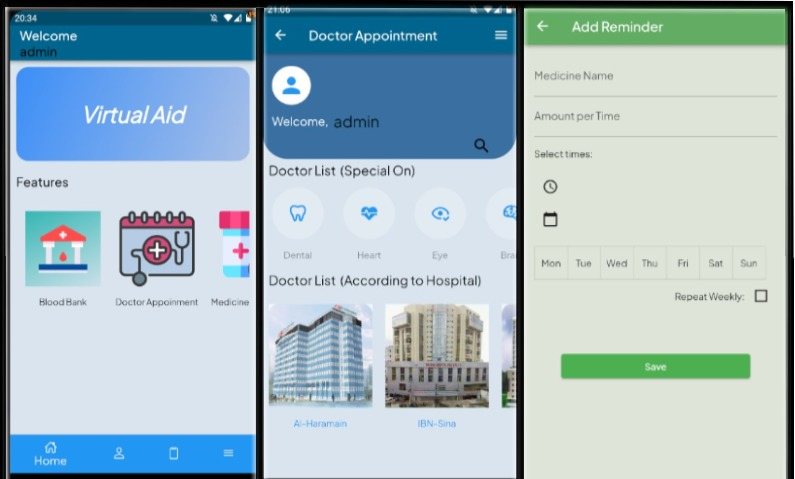 20:34
Welcome
admin
Virtual Aid
Features
Blood Bank
Doctor Appoinment
Medicine
Home
21:06
Doctor Appointment
Welcome, admin
Doctor List (Special On)
Dental
Heart
Eye
Doctor List (According to Hospital)
Al-Haramain
IBN-Sina
Add Reminder
Medicine Name
Amount per Time
Select times:
Mon Tue Wed Thu Fri Sat Sun
Repeat Weekly:
Save